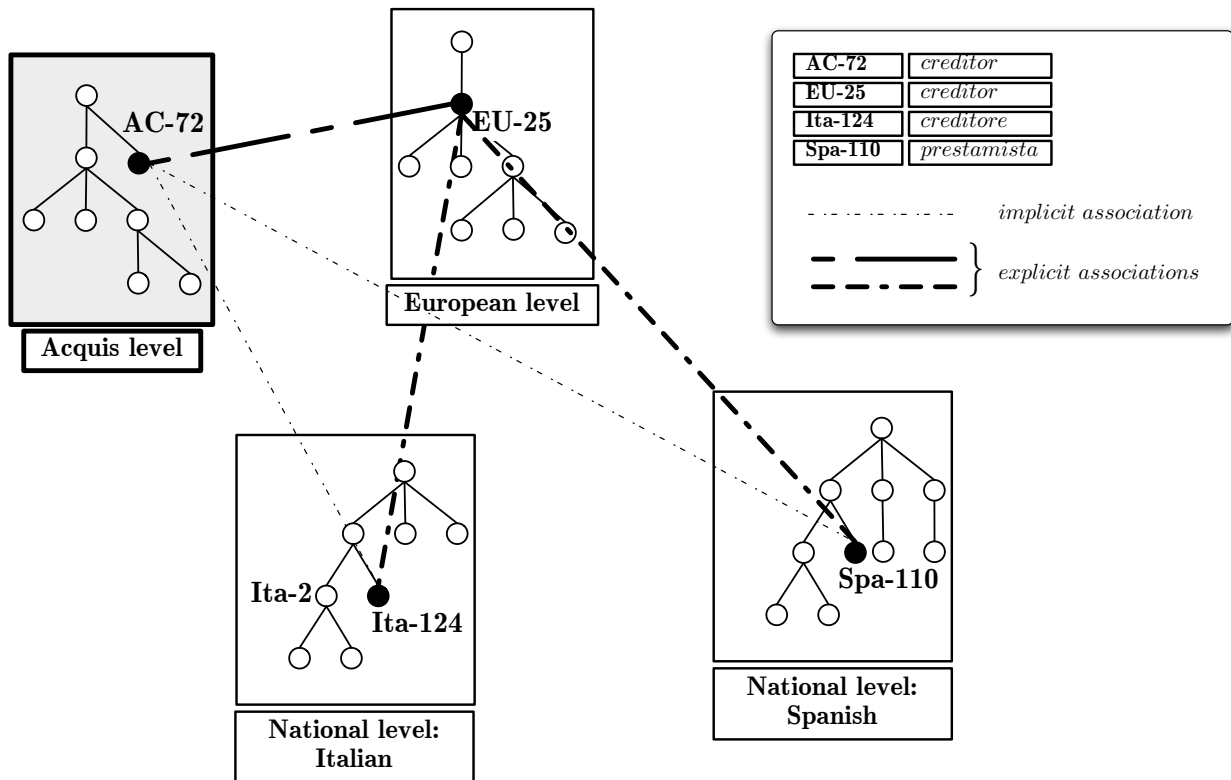 AC-72
EU-25
European level
Acquis level
AC-72 creditor
EU-25 creditor
Ita-124 creditore
Spa-110 prestamista
implicit association
explicit associations
Ita-2
Ita-124
National level:
Italian
Spa-110
National level:
Spanish